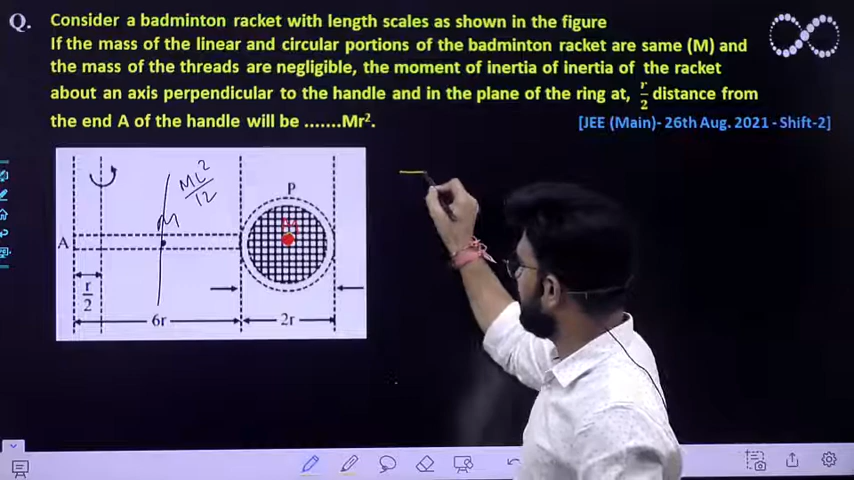 Q. Consider a badminton racket with length scales as shown in the figure
If the mass of the linear and circular portions of the badminton racket are same (M) and
the mass of the threads are negligible, the moment of inertia of inertia of the racket
about an axis perpendicular to the handle and in the plane of the ring at, r/2 distance from
the end A of the handle will be .......Mr².
[JEE (Main)- 26th Aug. 2021 - Shift-2]
ML²/12
P
M
M
A
r/2
6r
2r